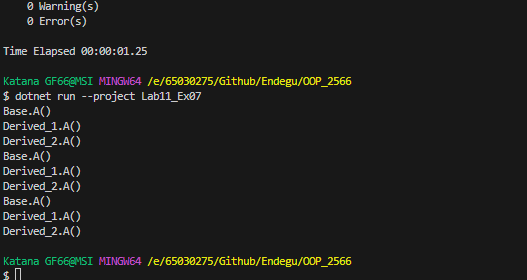 0 Warning(s)
0 Error(s)
Time Elapsed 00:00:01.25
Katana GF66@MSI MINGW64 /e/65030275/Github/Endegu/OOP_2566
$ dotnet run --project Lab11_Ex07
Base.A()
Derived_1.A()
Derived_2.A()
Base.A()
Derived_1.A()
Derived_2.A()
Base.A()
Derived_1.A()
Derived_2.A()
Katana GF66@MSI MINGW64 /e/65030275/Github/Endegu/OOP_2566
$